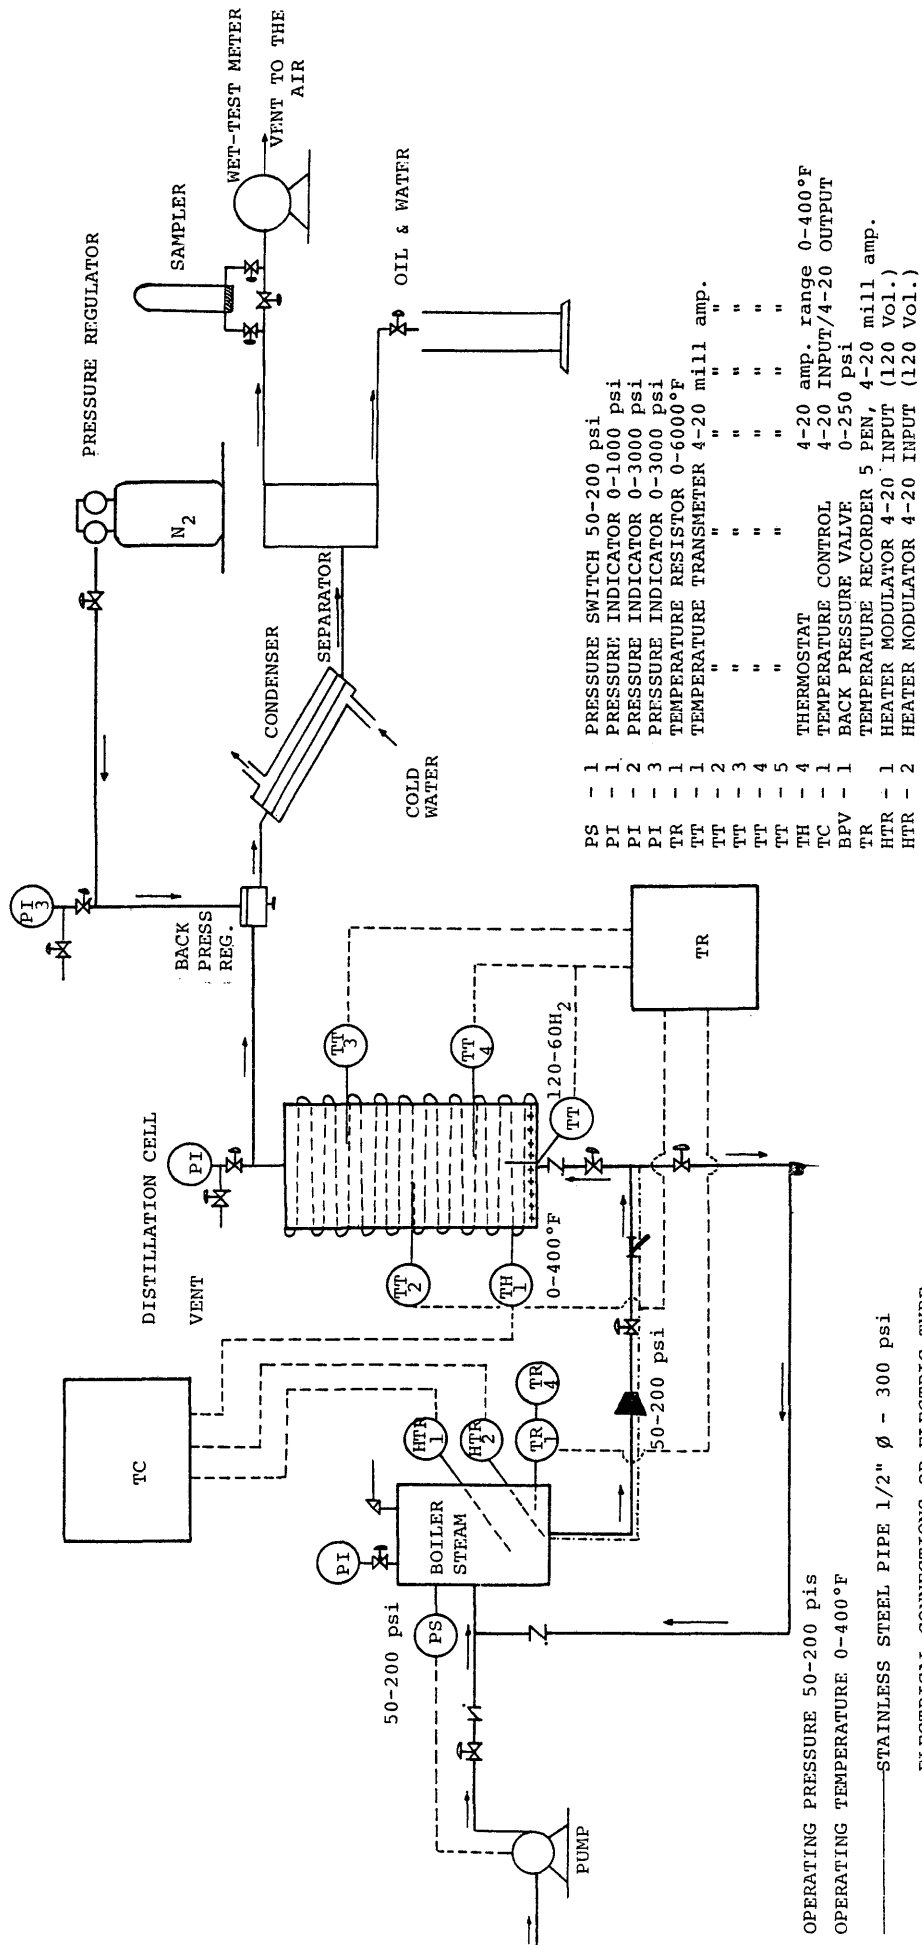 WET-TEST METER
VENT TO THE
AIR
SAMPLER
PRESSURE REGULATOR
N2
OIL & WATER
SEPARATOR
CONDENSER
COLD
WATER
PI
3
BACK
PRESS
REG.
DISTILLATION CELL
VENT
PI
TT
3
TT
4
120-60H2
TT
TT
2
TH
1
0-400°F
TR
TC
HTR
1
HTR
2
TR
1
TR
4
50-200 psi
PI
BOILER
STEAM
PS
50-200 psi
PUMP
PS - 1 PRESSURE SWITCH 50-200 psi
PI - 1 PRESSURE INDICATOR 0-1000 psi
PI - 2 PRESSURE INDICATOR 0-3000 psi
PI - 3 PRESSURE INDICATOR 0-3000 psi
TR - 1 TEMPERATURE RESISTOR 0-6000°F
TT - 1 TEMPERATURE TRANSMETER 4-20 mill amp.
TT - 2 " " " " "
TT - 3 " " " " "
TT - 4 " " " " "
TT - 5 " " " " "
TH - 4 THERMOSTAT 4-20 amp. range 0-400°F
TC - 1 TEMPERATURE CONTROL 4-20 INPUT/4-20 OUTPUT
BPV - 1 BACK PRESSURE VALVE 0-250 psi
TR TEMPERATURE RECORDER 5 PEN, 4-20 mill amp.
HTR - 1 HEATER MODULATOR 4-20 INPUT (120 Vol.)
HTR - 2 HEATER MODULATOR 4-20 INPUT (120 Vol.)
OPERATING PRESSURE 50-200 pis
OPERATING TEMPERATURE 0-400°F
STAINLESS STEEL PIPE 1/2" Ø - 300 psi